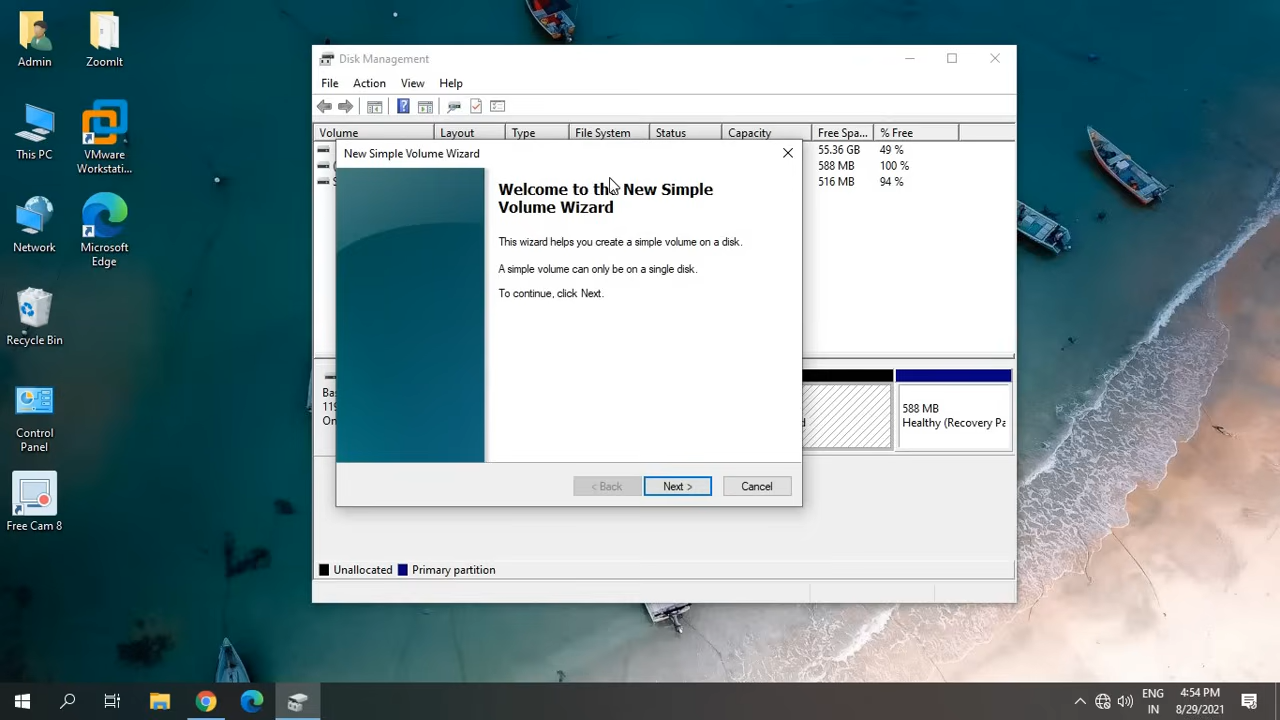 Admin
ZoomIt
This PC
VMware
Workstati...
Network
Microsoft
Edge
Recycle Bin
Control
Panel
Free Cam 8
Disk Management
File Action View Help
Volume Layout Type File System Status Capacity Free Spa... % Free
55.36 GB 49 %
588 MB 100 %
516 MB 94 %
New Simple Volume Wizard
Welcome to the New Simple
Volume Wizard
This wizard helps you create a simple volume on a disk.
A simple volume can only be on a single disk.
To continue, click Next.
< Back Next > Cancel
588 MB
Healthy (Recovery Pa
Unallocated Primary partition
ENG
IN
4:54 PM
8/29/2021